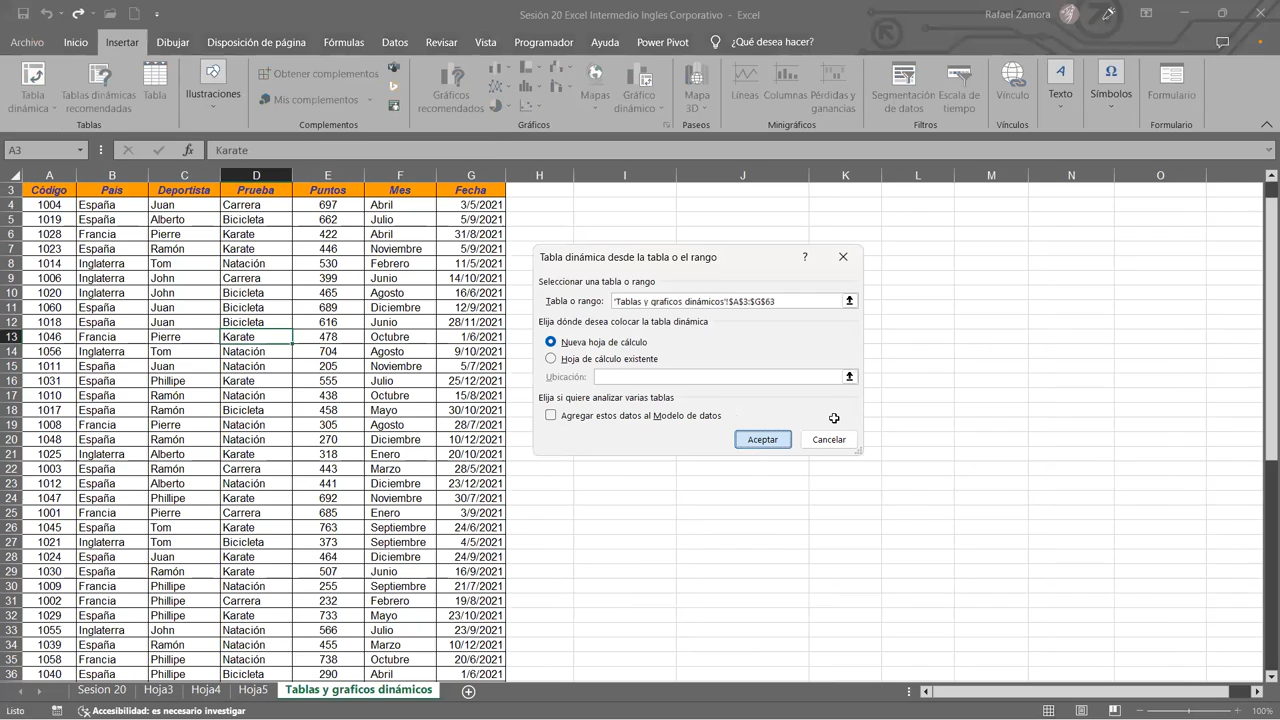 Sesión 20 Excel Intermedio Ingles Corporativo - Excel
Rafael Zamora
Archivo Inicio Insertar Dibujar Disposición de página Fórmulas Datos Revisar Vista Programador Ayuda Power Pivot ¿Qué desea hacer?
Tabla dinámica
Tablas dinámicas recomendadas
Tabla
Ilustraciones
Obtener complementos
Mis complementos
Gráficos recomendados
Mapas
Gráfico dinámico
Mapa 3D
Líneas
Columnas
Pérdidas y ganancias
Segmentación de datos
Escala de tiempo
Vínculo
Texto
Símbolos
Formulario
Tablas Complementos Gráficos Paseos Minigráficos Filtros Vínculos Formulario
A3 fx Karate
A B C D E F G H I J K L M N O
3 Código País Deportista Prueba Puntos Mes Fecha
4 1004 España Juan Carrera 697 Abril 3/5/2021
5 1019 España Alberto Bicicleta 662 Julio 5/9/2021
6 1028 Francia Pierre Karate 422 Abril 31/8/2021
7 1023 España Ramón Karate 446 Noviembre 5/9/2021
8 1014 Inglaterra Tom Natación 530 Febrero 11/5/2021
9 1006 Inglaterra John Carrera 399 Junio 14/10/2021
10 1020 Inglaterra John Bicicleta 465 Agosto 16/6/2021
11 1060 España Juan Bicicleta 689 Diciembre 12/9/2021
12 1018 España Juan Bicicleta 616 Junio 28/11/2021
13 1046 Francia Pierre Karate 478 Octubre 1/6/2021
14 1056 Inglaterra Tom Natación 704 Agosto 9/10/2021
15 1011 España Juan Natación 205 Noviembre 5/7/2021
16 1031 España Phillipe Karate 555 Julio 25/12/2021
17 1010 España Ramón Natación 438 Octubre 16/8/2021
18 1017 España Ramón Bicicleta 458 Mayo 30/10/2021
19 1008 Francia Pierre Natación 305 Agosto 28/7/2021
20 1048 España Ramón Bicicleta 270 Diciembre 10/12/2021
21 1025 Inglaterra Alberto Karate 318 Enero 20/10/2021
22 1003 España Ramón Carrera 443 Marzo 28/5/2021
23 1012 España Alberto Natación 441 Diciembre 23/12/2021
24 1047 España Phillipe Karate 692 Noviembre 30/7/2021
25 1001 España Pierre Carrera 685 Enero 3/9/2021
26 1045 España Tom Karate 763 Septiembre 24/6/2021
27 1021 Inglaterra Tom Bicicleta 373 Septiembre 4/5/2021
28 1024 España Juan Karate 464 Diciembre 24/9/2021
29 1030 España Ramón Karate 507 Junio 16/9/2021
30 1009 Francia Phillipe Natación 255 Septiembre 21/7/2021
31 1002 Francia Phillipe Carrera 232 Febrero 19/8/2021
32 1029 España Phillipe Karate 733 Mayo 23/10/2021
33 1055 Inglaterra John Natación 566 Julio 23/9/2021
34 1039 España Ramón Natación 455 Marzo 10/12/2021
35 1058 Francia Phillipe Natación 738 Octubre 20/6/2021
36 1040 España Phillipe Bicicleta 290 Abril 1/6/2021
Tabla dinámica desde la tabla o el rango ?
Seleccionar una tabla o rango
Tabla o rango: 'Tablas y graficos dinámicos'!$A$3:$G$63
Elija dónde desea colocar la tabla dinámica
Nueva hoja de cálculo
Hoja de cálculo existente
Ubicación:
Elija si quiere analizar varias tablas
Agregar estos datos al Modelo de datos
Aceptar Cancelar
Sesion 20 Hoja3 Hoja4 Hoja5 Tablas y graficos dinámicos
Listo Accesibilidad: es necesario investigar 100%